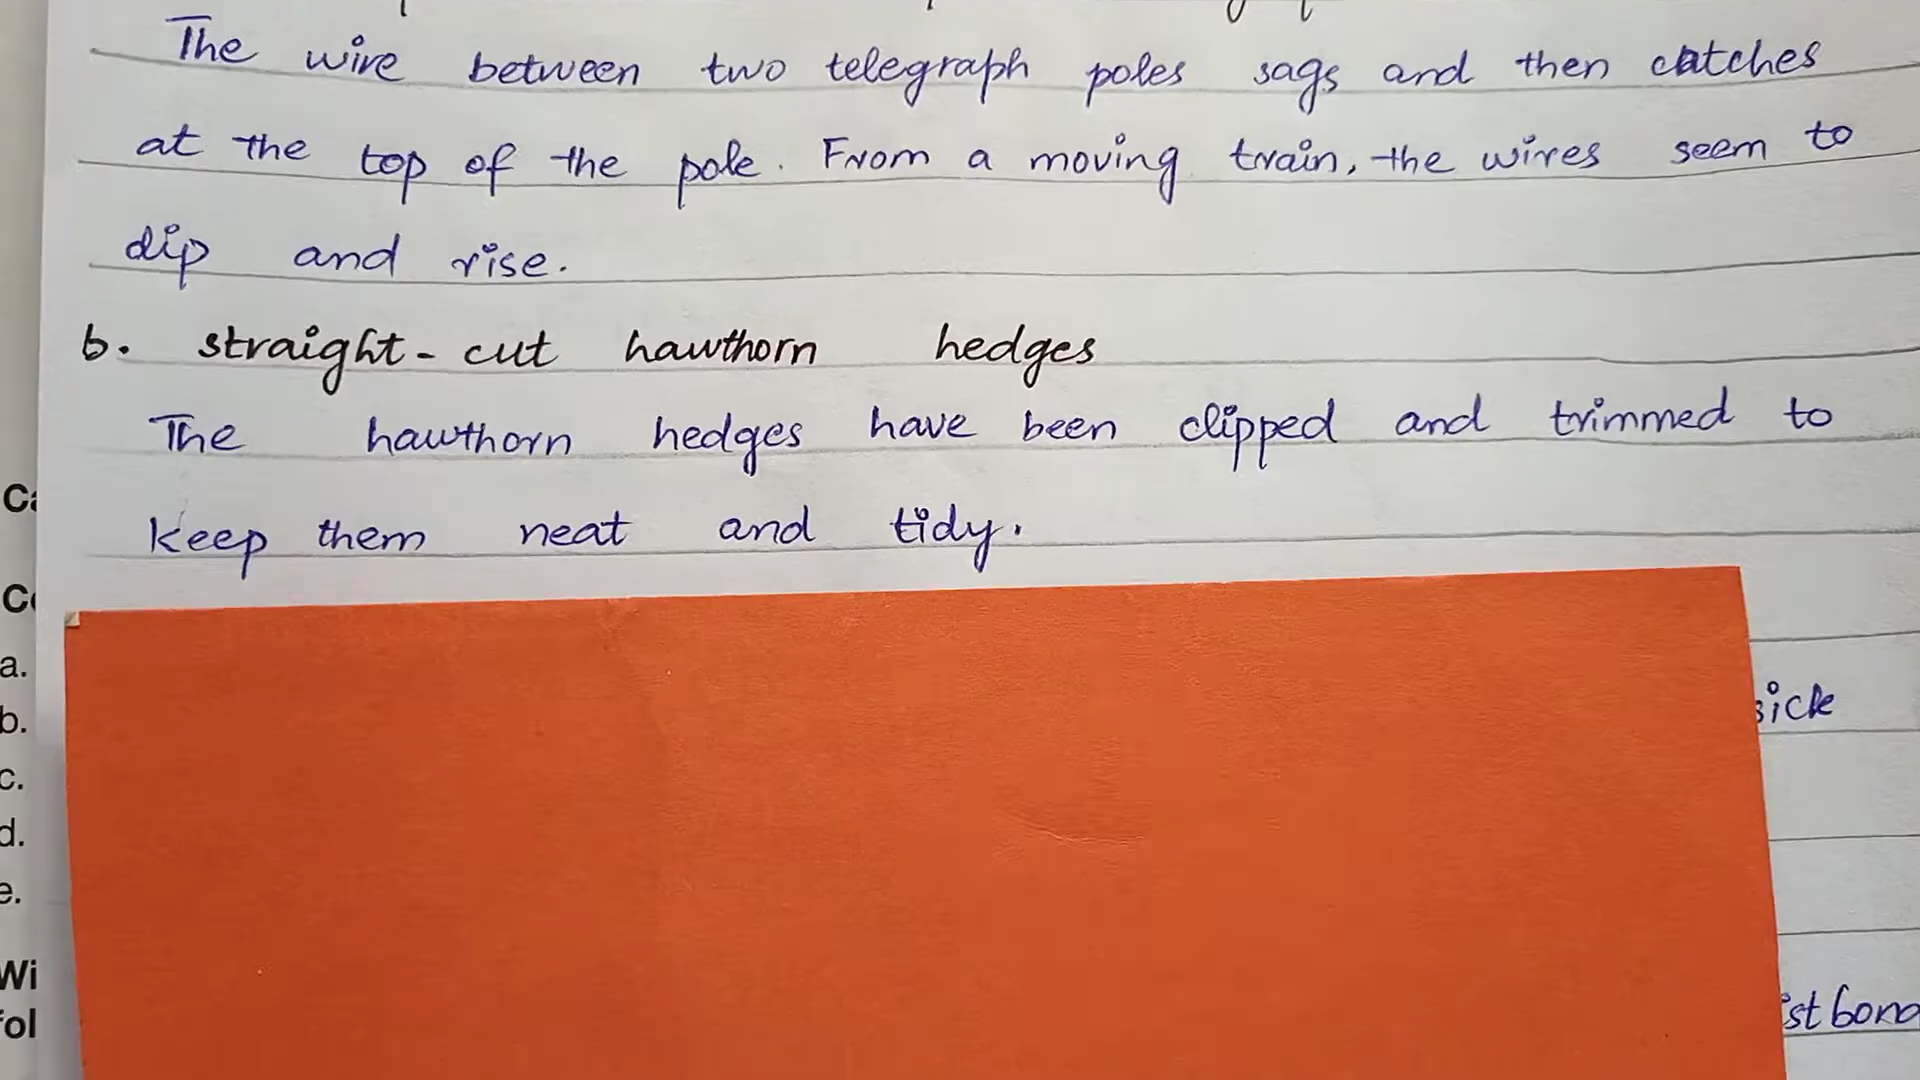 The wire between two telegraph poles sags and then catches
at the top of the pole. From a moving train, the wires seem to
dip and rise.
b. straight-cut hawthorn hedges
The hawthorn hedges have been clipped and trimmed to
keep them neat and tidy.
a.
sick
b.
c.
d.
e.
Wi